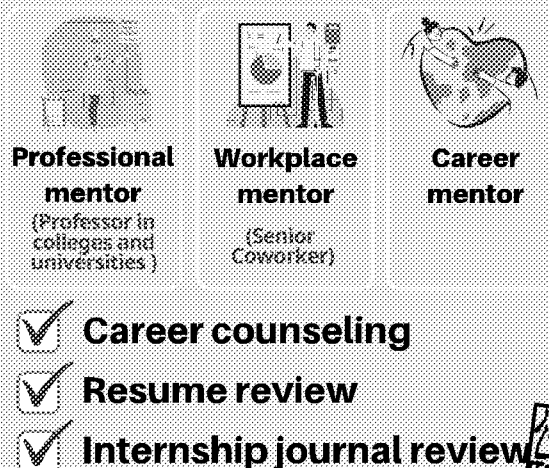 Professional
mentor
(Professor in
colleges and
universities )
Workplace
mentor
(Senior
Coworker)
Career
mentor
Career counseling
Resume review
Internship journal review